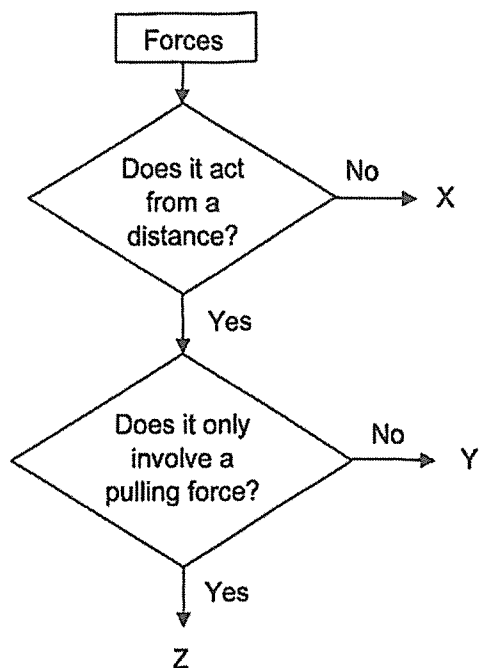 Forces
Does it act
from a
distance?
No
X
Yes
Does it only
involve a
pulling force?
No
Y
Yes
Z